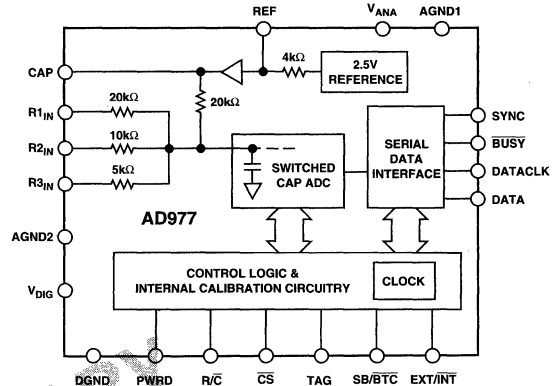 REF
VANA
AGND1
CAP
4kΩ
2.5V
REFERENCE
R1IN
20kΩ
20kΩ
R2IN
10kΩ
R3IN
5kΩ
SWITCHED
CAP ADC
SERIAL
DATA
INTERFACE
SYNC
BUSY
DATACLK
DATA
AD977
AGND2
VDIG
CONTROL LOGIC &
INTERNAL CALIBRATION CIRCUITRY
CLOCK
DGND
PWRD
R/C
CS
TAG
SB/BTC
EXT/INT